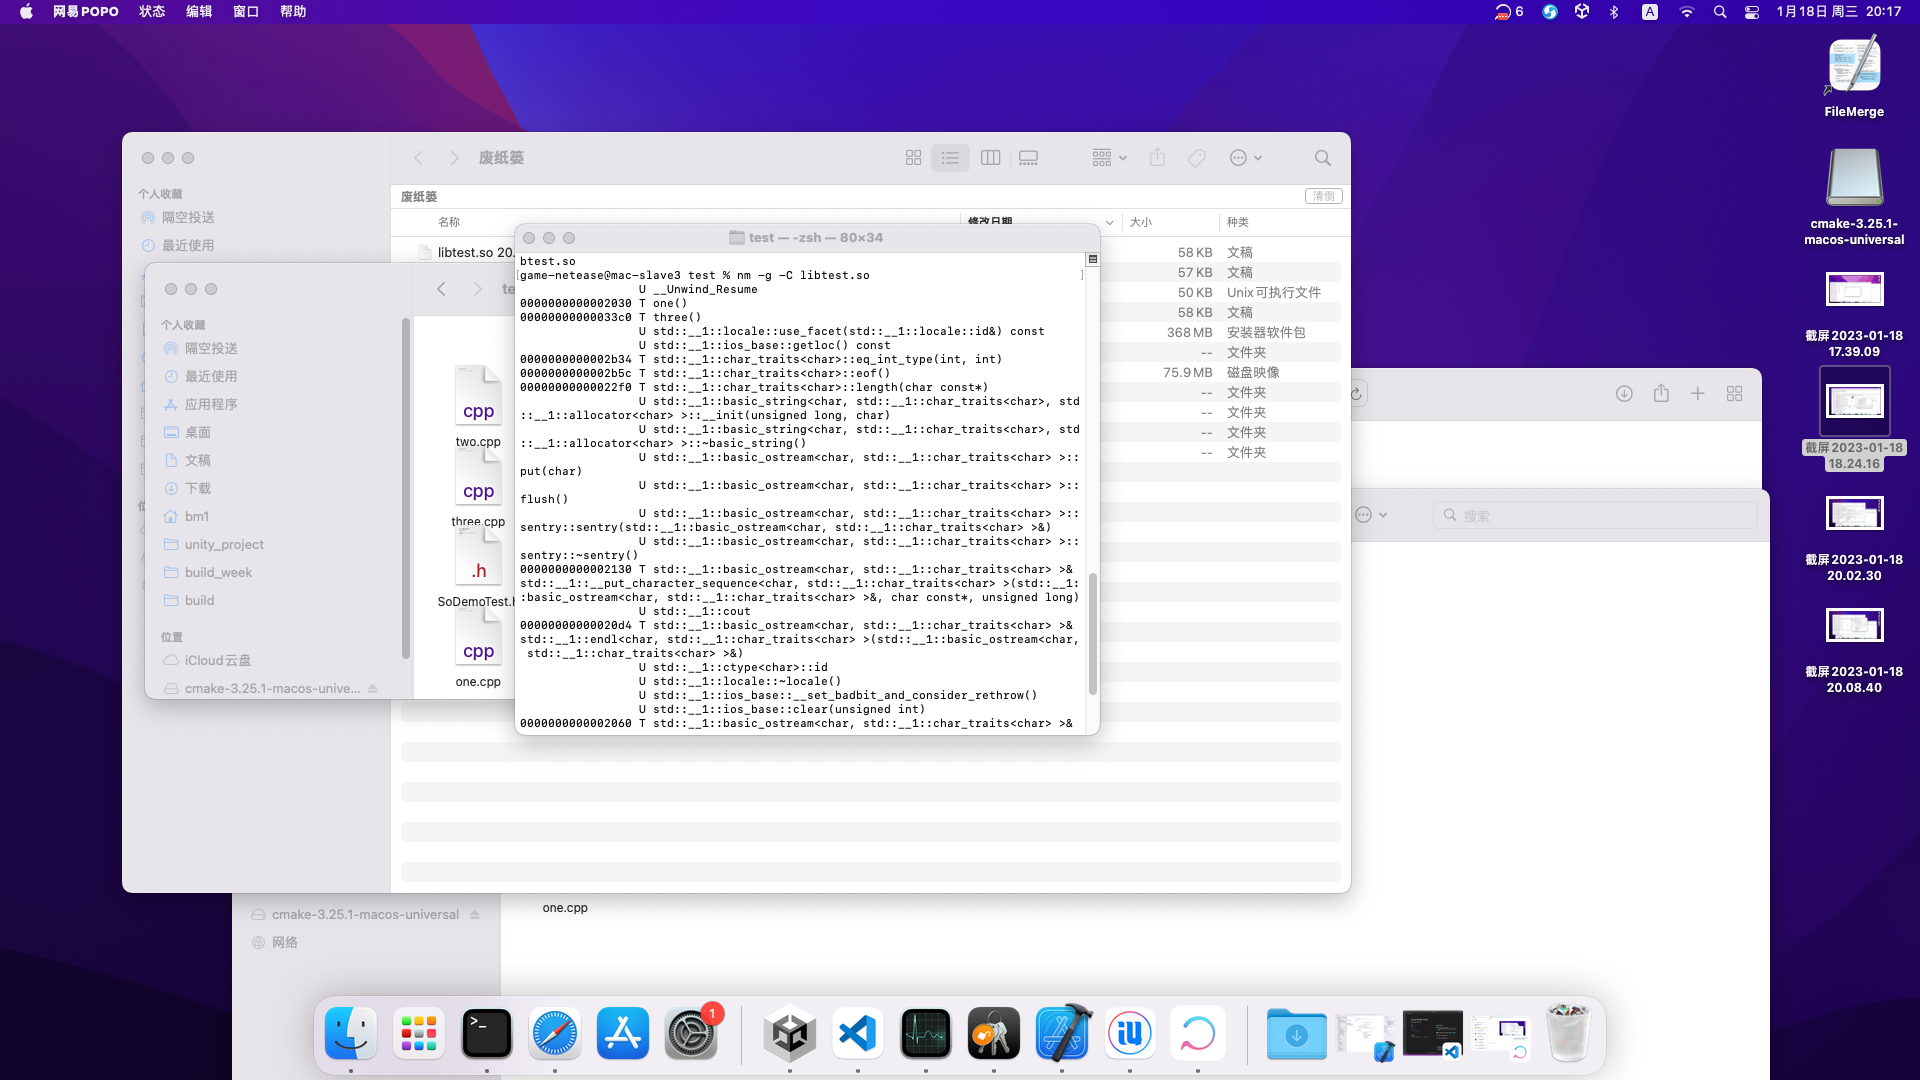 网易POPO 状态 编辑 窗口 帮助
6 A 1月18日 周三 20:17
FileMerge
cmake-3.25.1-
macos-universal
截屏2023-01-18
17.39.09
截屏2023-01-18
18.24.16
截屏2023-01-18
20.02.30
截屏2023-01-18
20.08.40
废纸篓
个人收藏
隔空投送
最近使用
废纸篓
清倒
名称 修改日期 大小 种类
libtest.so 20.
58 KB 文稿
57 KB 文稿
50 KB Unix可执行文件
58 KB 文稿
368 MB 安装器软件包
-- 文件夹
75.9 MB 磁盘映像
-- 文件夹
-- 文件夹
-- 文件夹
-- 文件夹
te
个人收藏
隔空投送
最近使用
应用程序
桌面
文稿
下载
bm1
unity_project
build_week
build
位置
iCloud云盘
cmake-3.25.1-macos-unive...
cpp
two.cpp
cpp
three.cpp
.h
SoDemoTest.h
cpp
one.cpp
test — -zsh — 80×34
btest.so
[game-netease@mac-slave3 test % nm -g -C libtest.so ]
U __Unwind_Resume
0000000000002030 T one()
00000000000033c0 T three()
U std::__1::locale::use_facet(std::__1::locale::id&) const
U std::__1::ios_base::getloc() const
0000000000002b34 T std::__1::char_traits<char>::eq_int_type(int, int)
0000000000002b5c T std::__1::char_traits<char>::eof()
00000000000022f0 T std::__1::char_traits<char>::length(char const*)
U std::__1::basic_string<char, std::__1::char_traits<char>, std
::__1::allocator<char> >::__init(unsigned long, char)
U std::__1::basic_string<char, std::__1::char_traits<char>, std
::__1::allocator<char> >::~basic_string()
U std::__1::basic_ostream<char, std::__1::char_traits<char> >::
put(char)
U std::__1::basic_ostream<char, std::__1::char_traits<char> >::
flush()
U std::__1::basic_ostream<char, std::__1::char_traits<char> >::
sentry::sentry(std::__1::basic_ostream<char, std::__1::char_traits<char> >&)
U std::__1::basic_ostream<char, std::__1::char_traits<char> >::
sentry::~sentry()
0000000000002130 T std::__1::basic_ostream<char, std::__1::char_traits<char> >&
std::__1::__put_character_sequence<char, std::__1::char_traits<char> >(std::__1:
:basic_ostream<char, std::__1::char_traits<char> >&, char const*, unsigned long)
U std::__1::cout
00000000000020d4 T std::__1::basic_ostream<char, std::__1::char_traits<char> >&
std::__1::endl<char, std::__1::char_traits<char> >(std::__1::basic_ostream<char,
std::__1::char_traits<char> >&)
U std::__1::ctype<char>::id
U std::__1::locale::~locale()
U std::__1::ios_base::__set_badbit_and_consider_rethrow()
U std::__1::ios_base::clear(unsigned int)
0000000000002060 T std::__1::basic_ostream<char, std::__1::char_traits<char> >&
搜索
one.cpp
cmake-3.25.1-macos-universal
网络
1